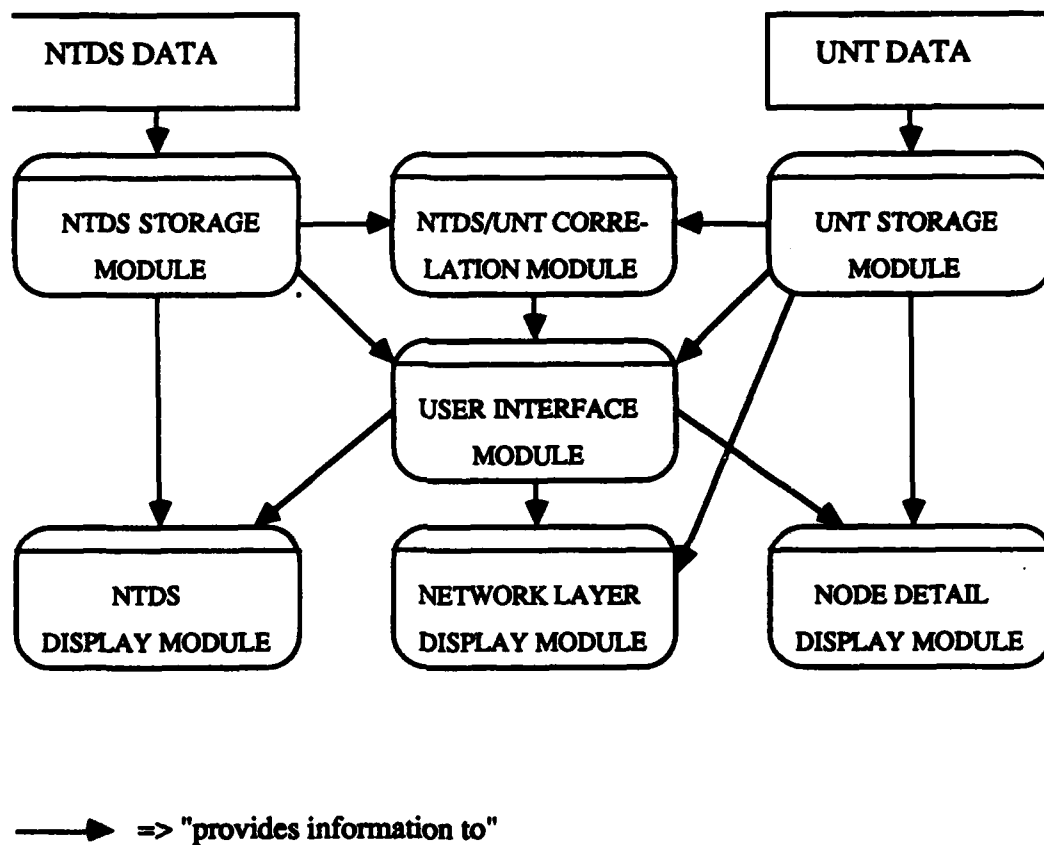 NTDS DATA
UNT DATA
NTDS STORAGE
MODULE
NTDS/UNT CORRE-
LATION MODULE
UNT STORAGE
MODULE
USER INTERFACE
MODULE
NTDS
DISPLAY MODULE
NETWORK LAYER
DISPLAY MODULE
NODE DETAIL
DISPLAY MODULE
=> "provides information to"